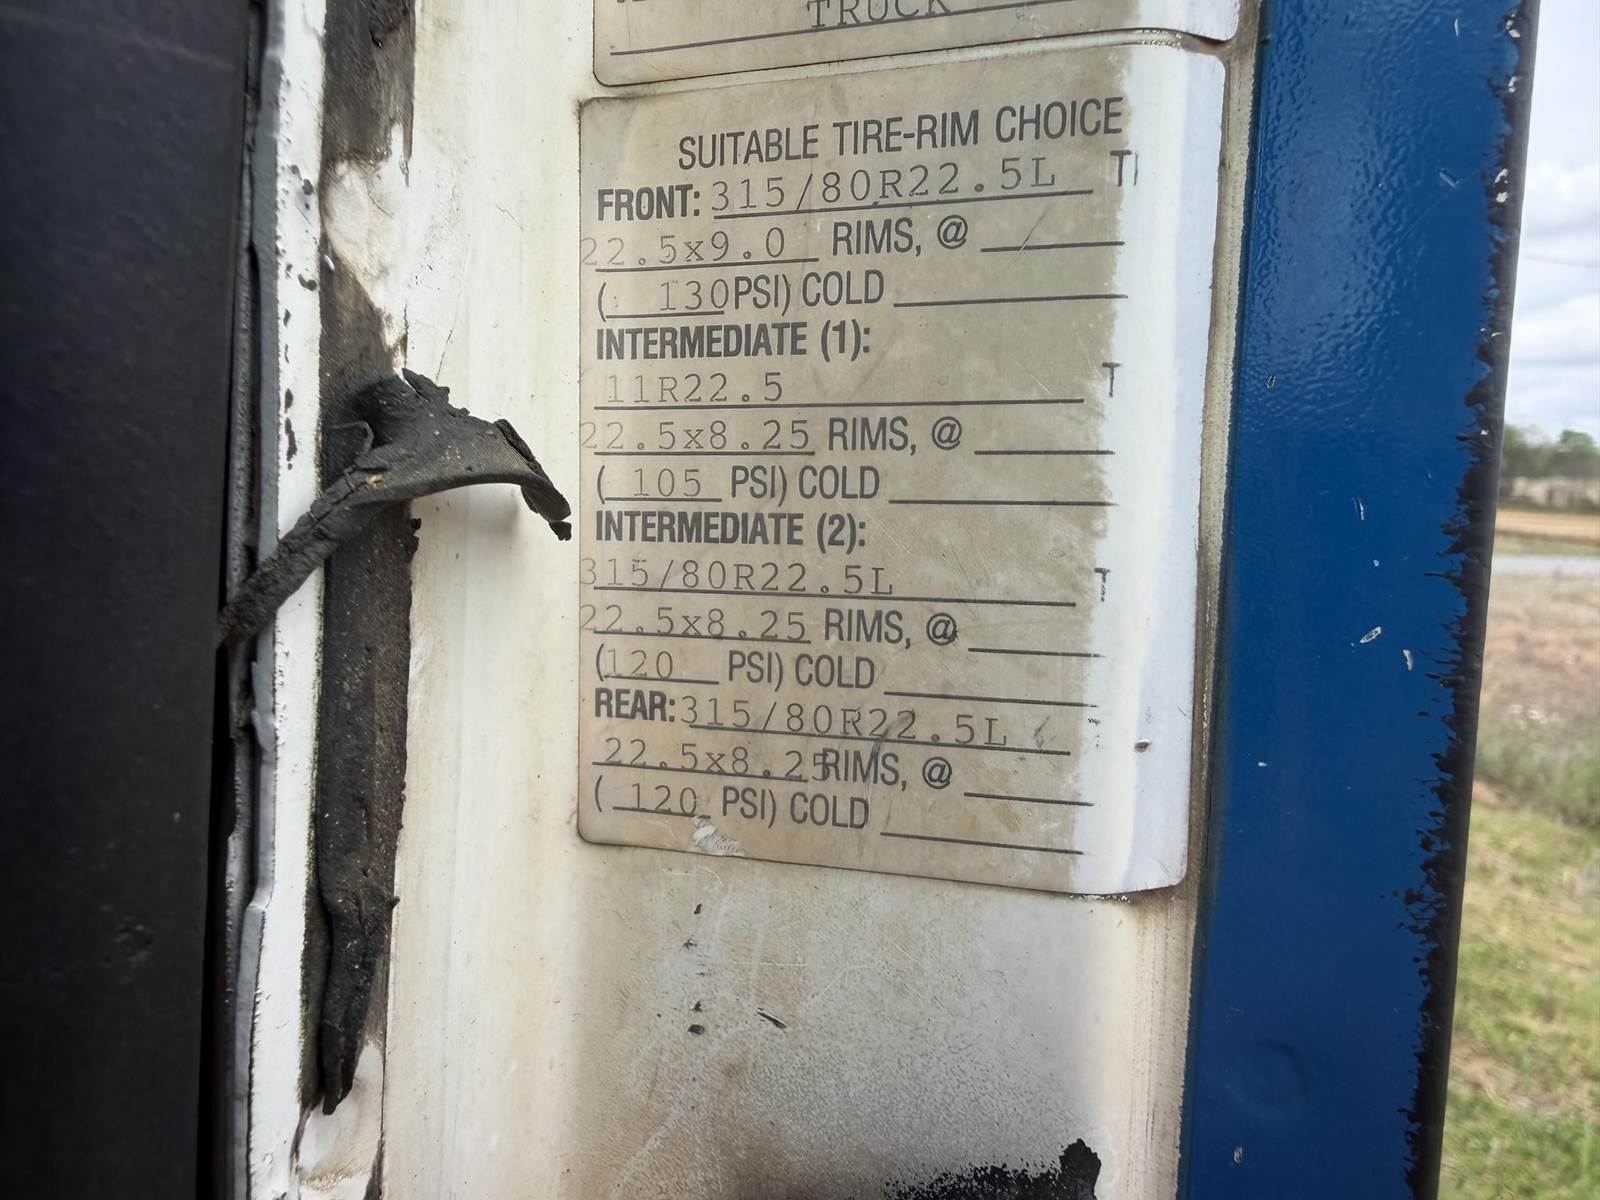 TRUCK
SUITABLE TIRE-RIM CHOICE
FRONT: 315/80R22.5L T
22.5x9.0 RIMS, @
( 130PSI) COLD
INTERMEDIATE (1):
11R22.5 T
22.5x8.25 RIMS, @
( 105 PSI) COLD
INTERMEDIATE (2):
315/80R22.5L T
22.5x8.25 RIMS, @
(120 PSI) COLD
REAR: 315/80R22.5L
22.5x8.25RIMS, @
( 120 PSI) COLD